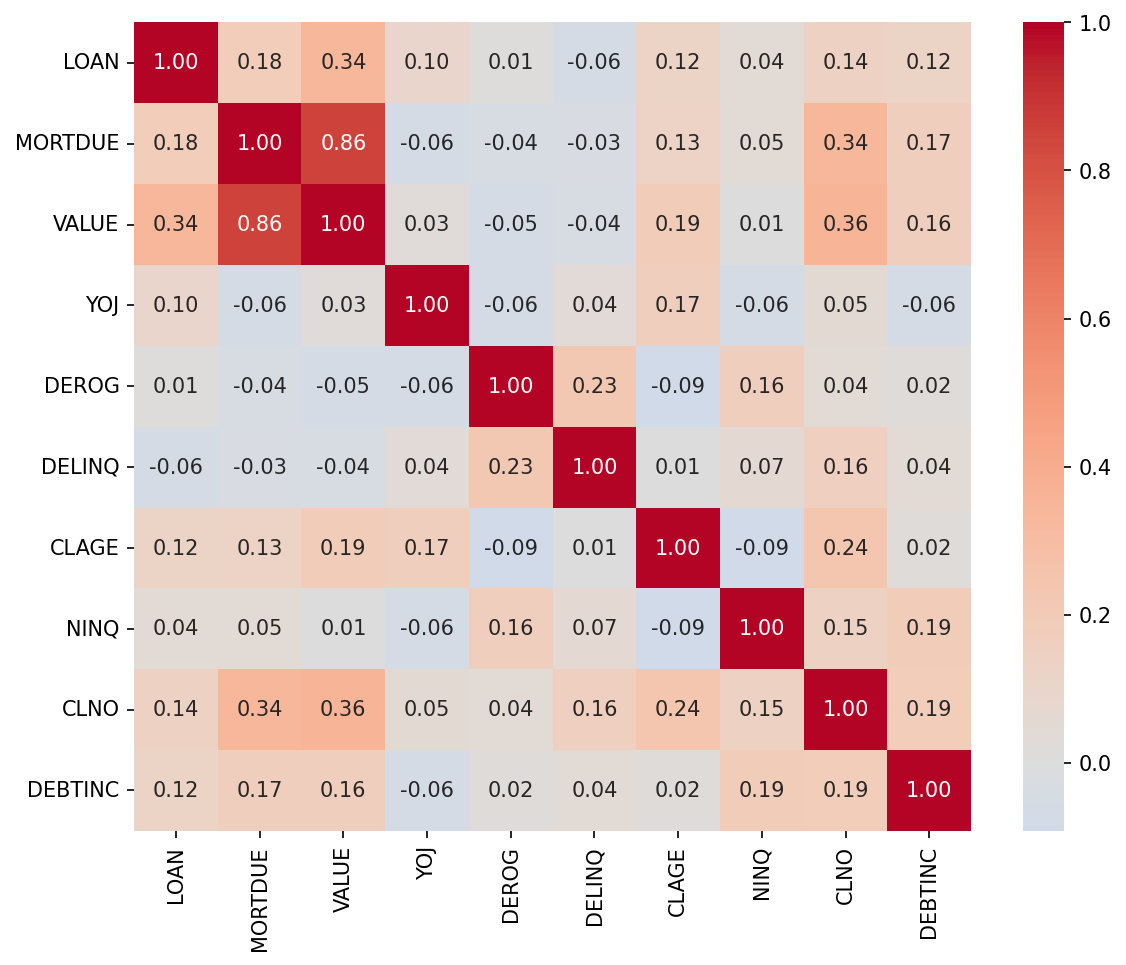 LOAN 1.00 0.18 0.34 0.10 0.01 -0.06 0.12 0.04 0.14 0.12
MORTDUE 0.18 1.00 0.86 -0.06 -0.04 -0.03 0.13 0.05 0.34 0.17
VALUE 0.34 0.86 1.00 0.03 -0.05 -0.04 0.19 0.01 0.36 0.16
YOJ 0.10 -0.06 0.03 1.00 -0.06 0.04 0.17 -0.06 0.05 -0.06
DEROG 0.01 -0.04 -0.05 -0.06 1.00 0.23 -0.09 0.16 0.04 0.02
DELINQ -0.06 -0.03 -0.04 0.04 0.23 1.00 0.01 0.07 0.16 0.04
CLAGE 0.12 0.13 0.19 0.17 -0.09 0.01 1.00 -0.09 0.24 0.02
NINQ 0.04 0.05 0.01 -0.06 0.16 0.07 -0.09 1.00 0.15 0.19
CLNO 0.14 0.34 0.36 0.05 0.04 0.16 0.24 0.15 1.00 0.19
DEBTINC 0.12 0.17 0.16 -0.06 0.02 0.04 0.02 0.19 0.19 1.00
LOAN MORTDUE VALUE YOJ DEROG DELINQ CLAGE NINQ CLNO DEBTINC
1.0
0.8
0.6
0.4
0.2
0.0